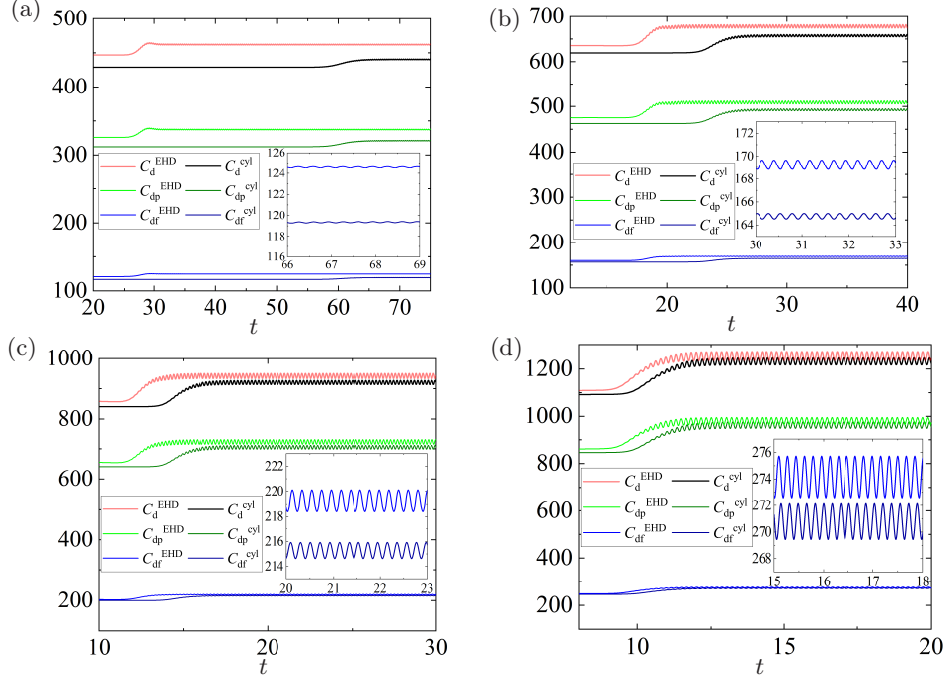 (a)
500
400
300
200
100
20 30 40 50 60 70
t
C_d^EHD C_d^cyl
C_dp^EHD C_dp^cyl
C_df^EHD C_df^cyl
126
124
122
120
118
116
66 67 68 69
(b)
700
600
500
400
300
200
100
20 30 40
t
C_d^EHD C_d^cyl
C_dp^EHD C_dp^cyl
C_df^EHD C_df^cyl
172
170
168
166
164
30 31 32 33
(c)
1000
800
600
400
200
10 20 30
t
C_d^EHD C_d^cyl
C_dp^EHD C_dp^cyl
C_df^EHD C_df^cyl
222
220
218
216
214
20 21 22 23
(d)
1200
1000
800
600
400
200
10 15 20
t
C_d^EHD C_d^cyl
C_dp^EHD C_dp^cyl
C_df^EHD C_df^cyl
276
274
272
270
268
15 16 17 18